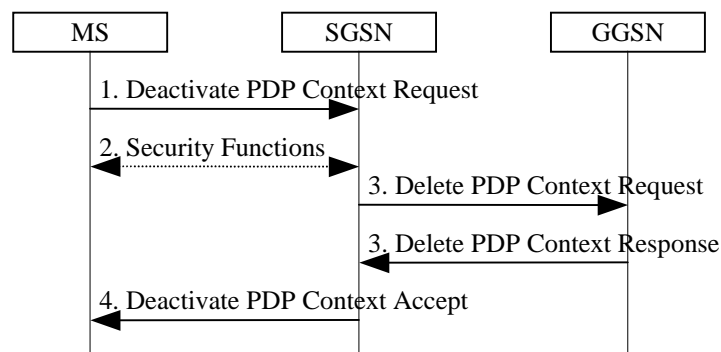 MS
SGSN
GGSN
1. Deactivate PDP Context Request
2. Security Functions
3. Delete PDP Context Request
3. Delete PDP Context Response
4. Deactivate PDP Context Accept